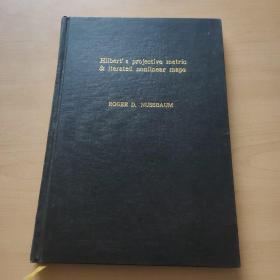 Hilbert's projective metric
& iterated nonlinear maps
ROGER D. NUSSBAUM